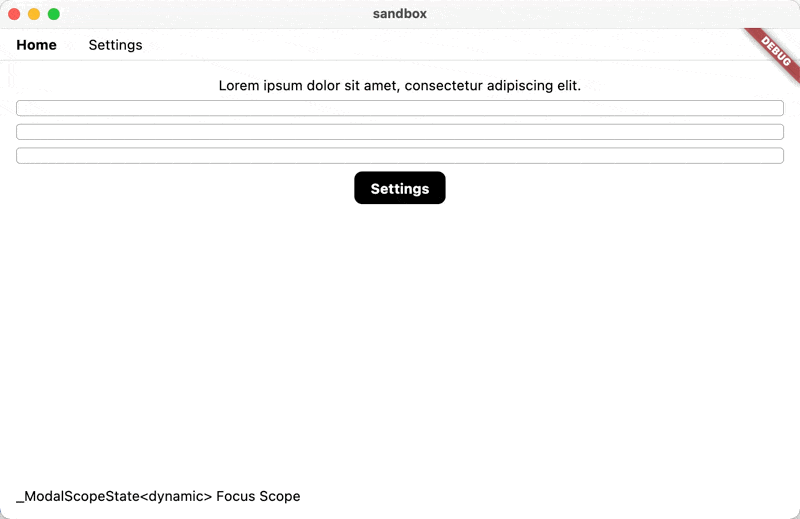 sandbox
Home Settings
DEBUG
Lorem ipsum dolor sit amet, consectetur adipiscing elit.
Settings
_ModalScopeState<dynamic> Focus Scope